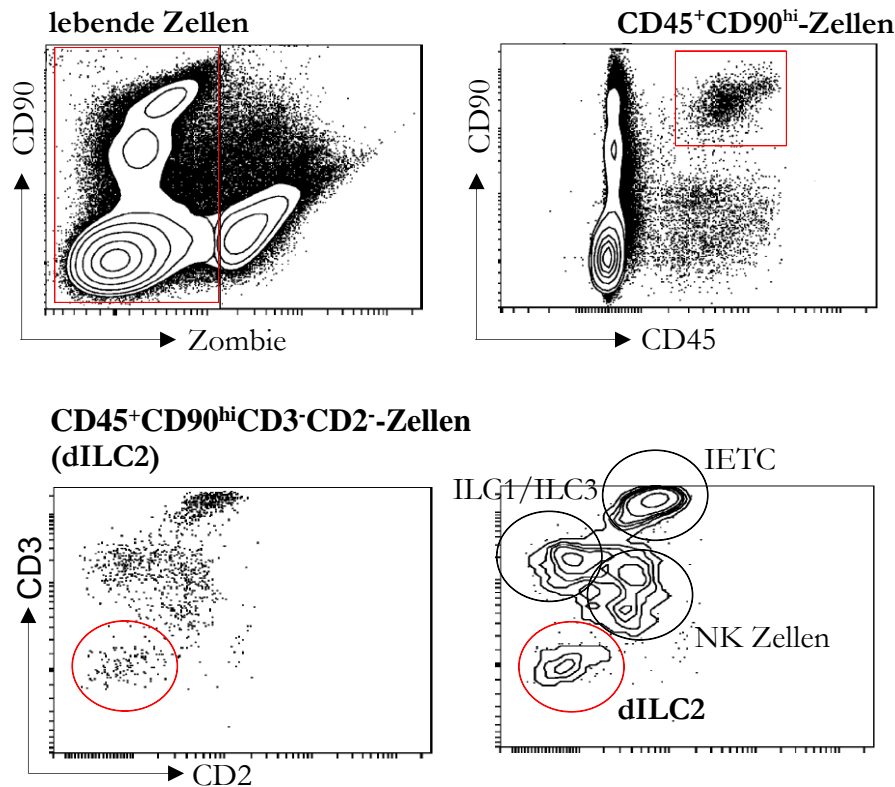 lebende Zellen
CD90
Zombie
CD45⁺CD90ʰⁱ-Zellen
CD90
CD45
CD45⁺CD90ʰⁱCD3⁻CD2⁻-Zellen
(dILC2)
CD3
CD2
IETC
ILC1/ILC3
NK Zellen
dILC2